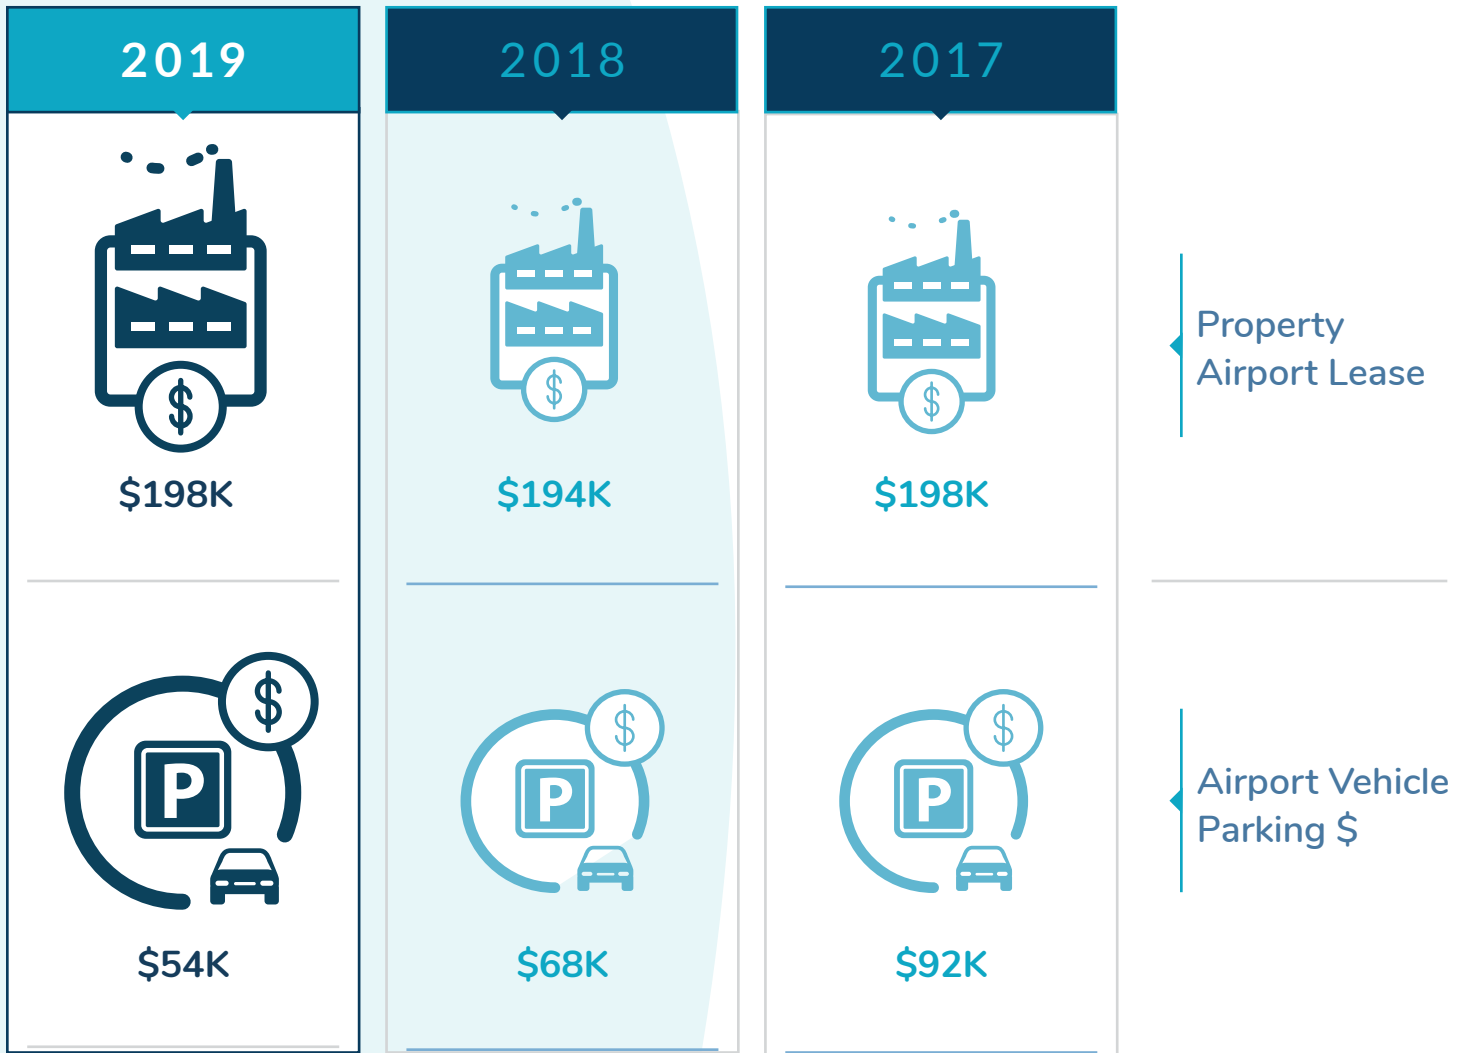 2019
2018
2017
$198K
$194K
$198K
Property
Airport Lease
P
P
P
$54K
$68K
$92K
Airport Vehicle
Parking $